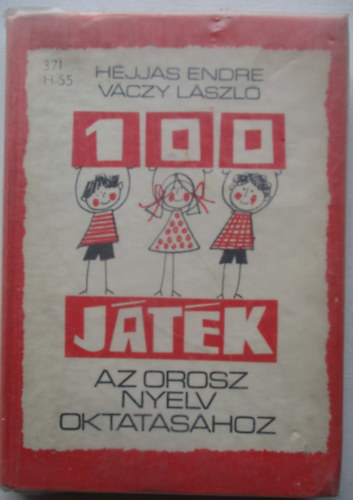 371
H-55
HÉJJAS ENDRE
VÁCZY LÁSZLÓ
100
JÁTÉK
AZ OROSZ
NYELV
OKTATÁSÁHOZ